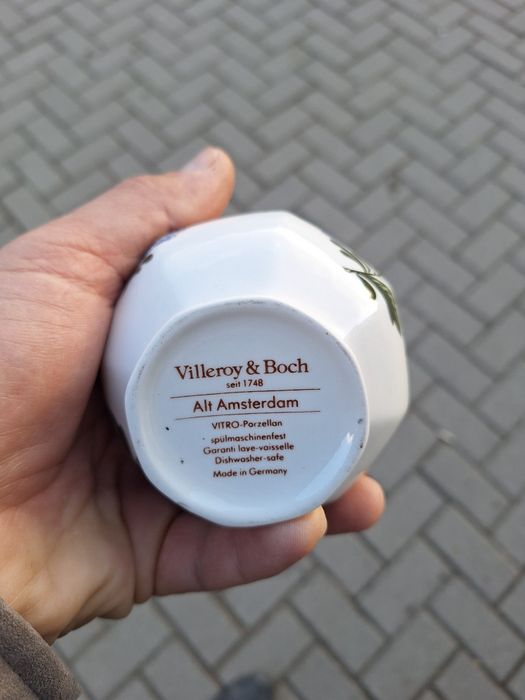 Villeroy & Boch
seit 1748
Alt Amsterdam
VITRO-Porzellan
spülmaschinenfest
Garanti lave-vaisselle
Dishwasher-safe
Made in Germany